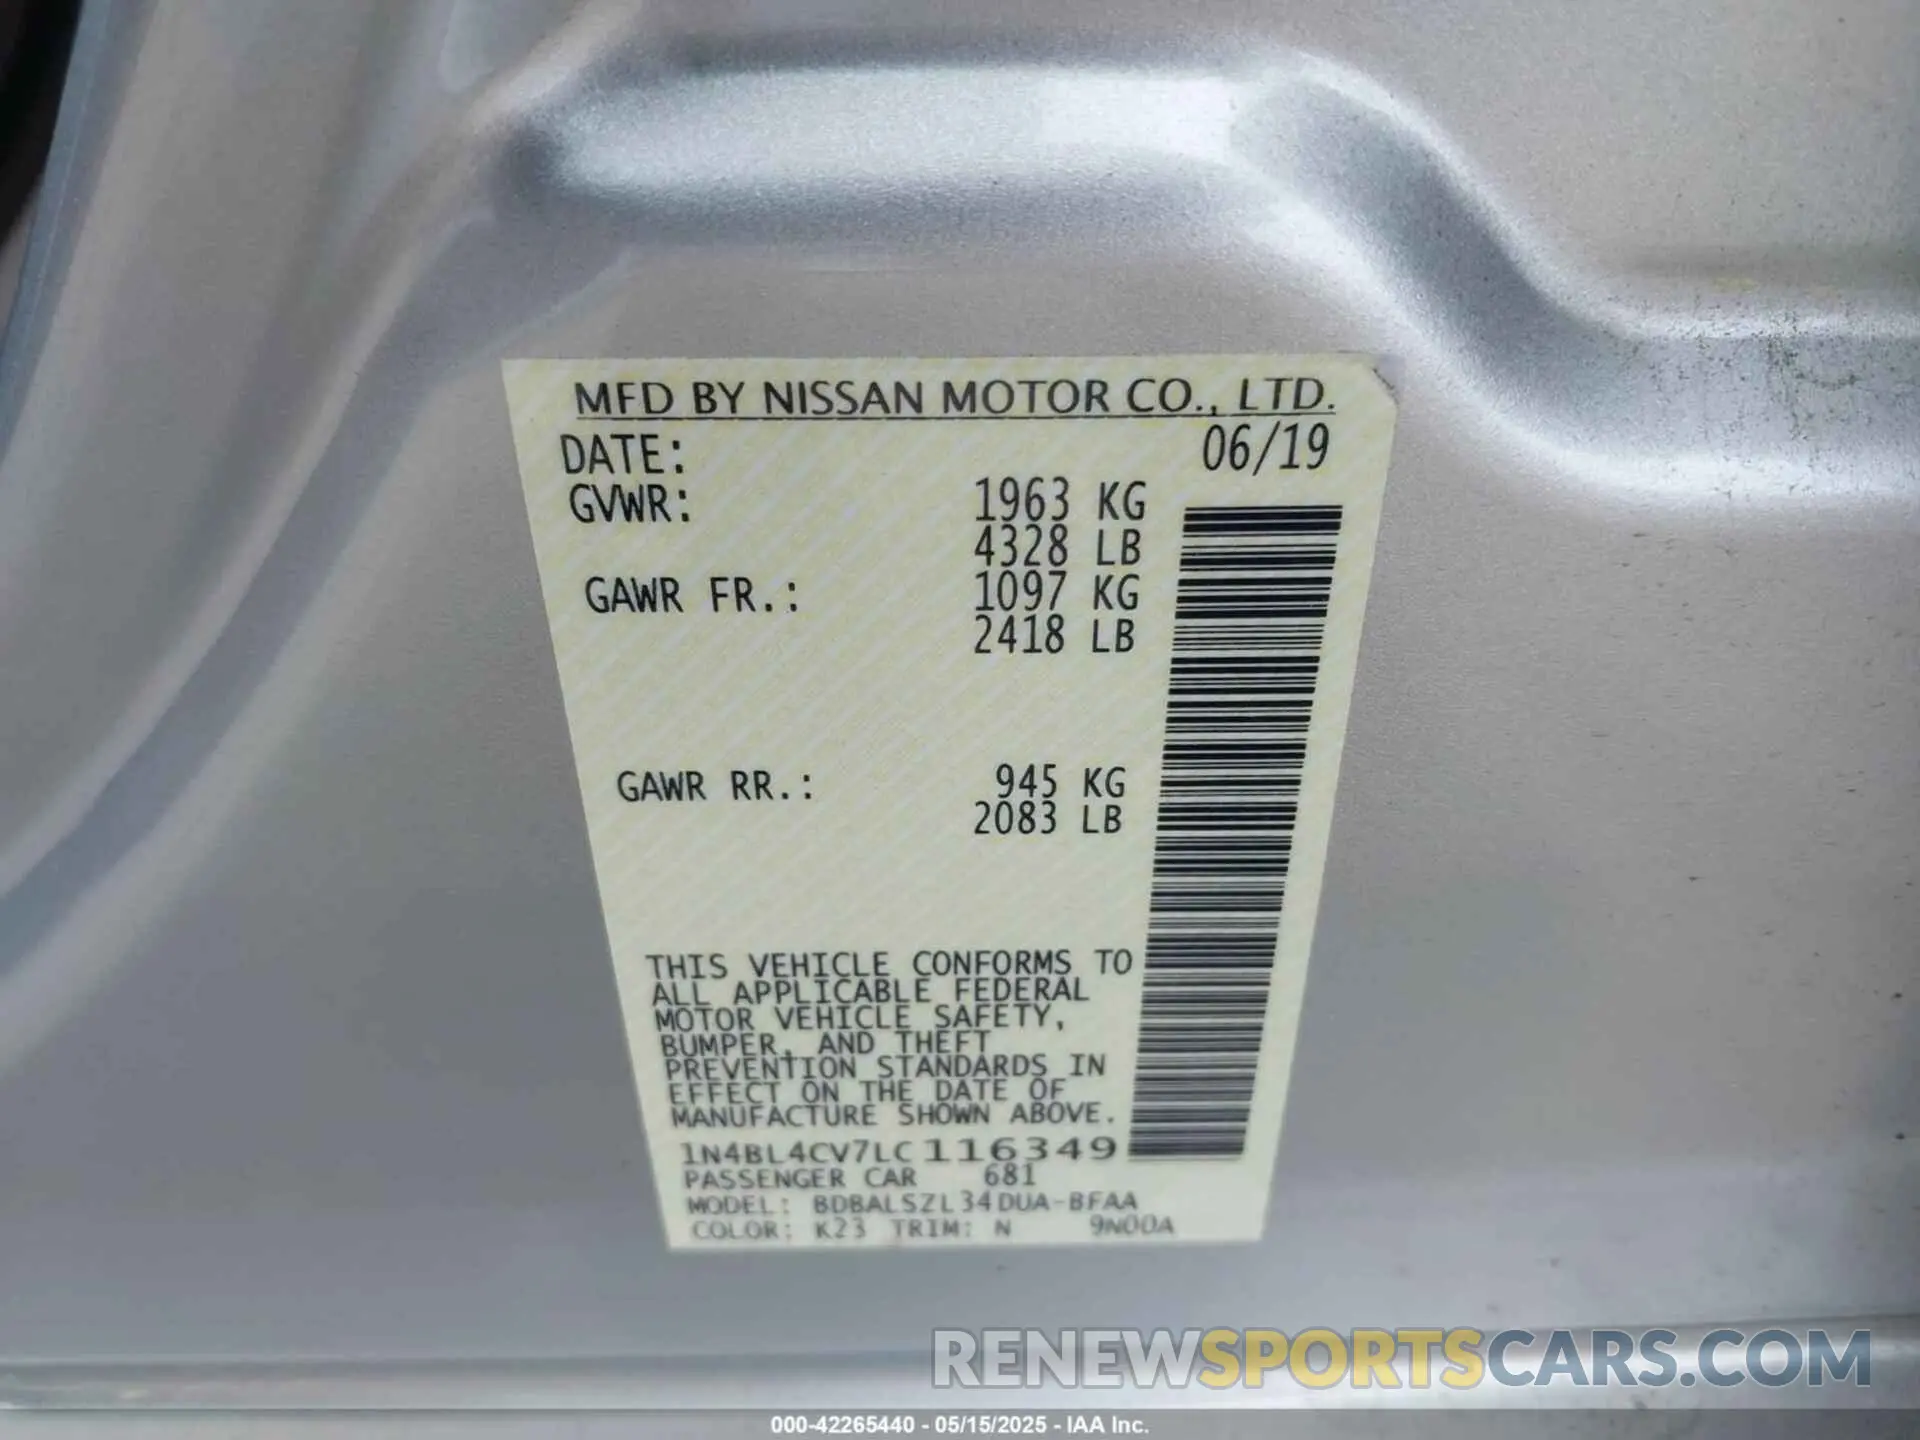 MFD BY NISSAN MOTOR CO., LTD.
DATE: 06/19
GVWR: 1963 KG
4328 LB
GAWR FR.: 1097 KG
2418 LB
GAWR RR.: 945 KG
2083 LB
THIS VEHICLE CONFORMS TO
ALL APPLICABLE FEDERAL
MOTOR VEHICLE SAFETY,
BUMPER, AND THEFT
PREVENTION STANDARDS IN
EFFECT ON THE DATE OF
MANUFACTURE SHOWN ABOVE.
1N4BL4CV7LC116349
PASSENGER CAR 681
MODEL: BDBALSZL34DUA-BFAA
COLOR: K23 TRIM: N 9N00A
RENEWSPORTSCARS.COM
000-42265440 - 05/15/2025 - IAA Inc.